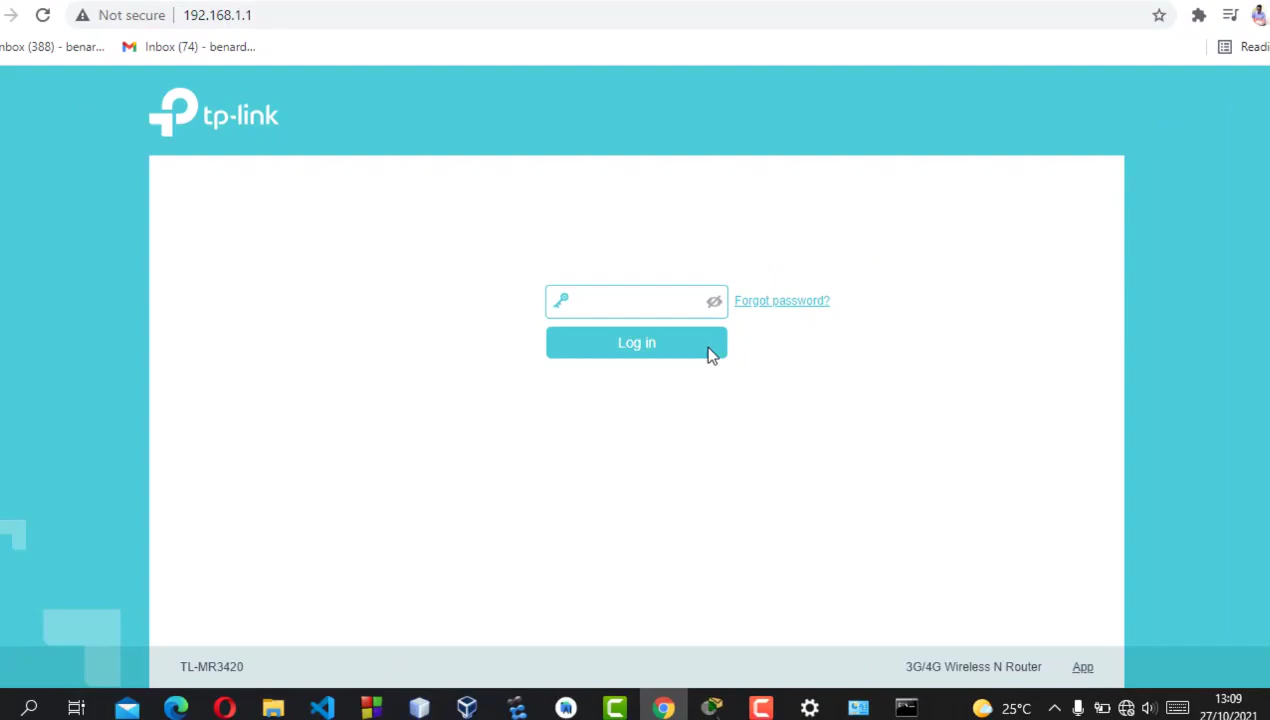 Not secure 192.168.1.1
nbox (388) - benar... Inbox (74) - benard... Readi
tp-link
Forgot password?
Log in
TL-MR3420 3G/4G Wireless N Router App
25°C 13:09
27/10/2021